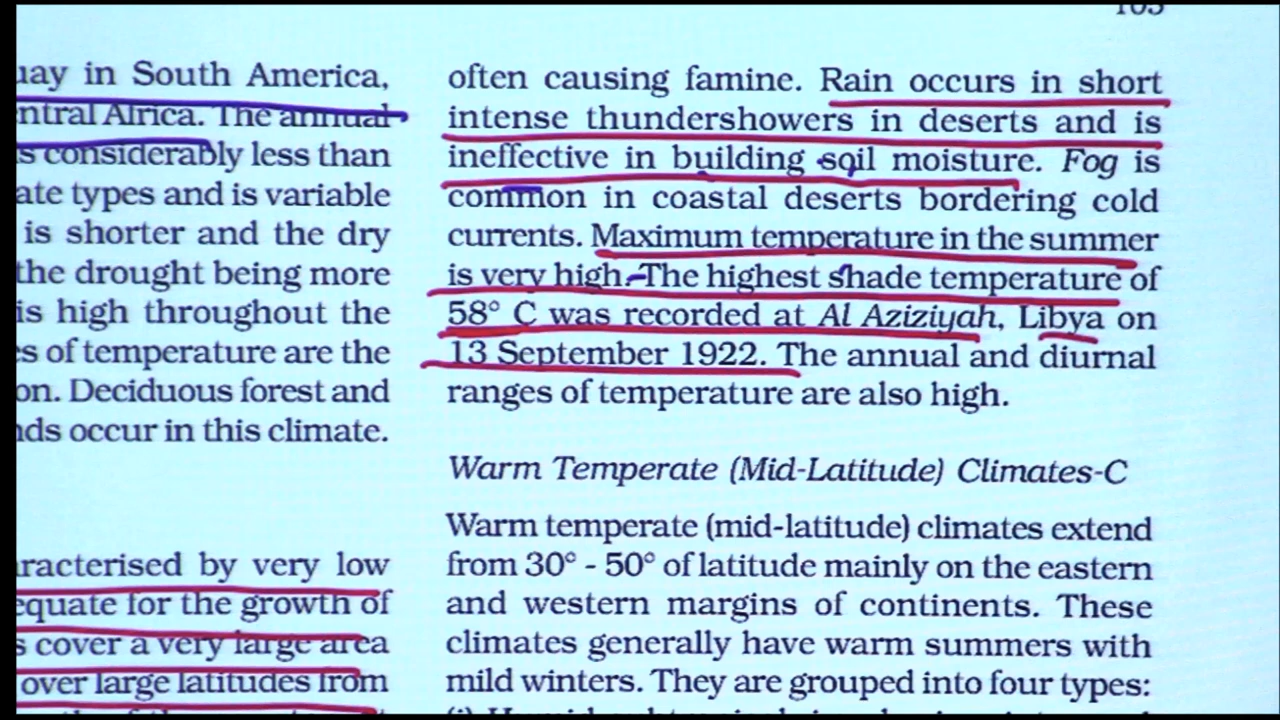 uay in South America,
ntral Africa. The annual
s considerably less than
ate types and is variable
is shorter and the dry
the drought being more
is high throughout the
es of temperature are the
on. Deciduous forest and
nds occur in this climate.
racterised by very low
equate for the growth of
s cover a very large area
over large latitudes from
105
often causing famine. Rain occurs in short
intense thundershowers in deserts and is
ineffective in building soil moisture. Fog is
common in coastal deserts bordering cold
currents. Maximum temperature in the summer
is very high. The highest shade temperature of
58° C was recorded at Al Aziziyah, Libya on
13 September 1922. The annual and diurnal
ranges of temperature are also high.
Warm Temperate (Mid-Latitude) Climates-C
Warm temperate (mid-latitude) climates extend
from 30° - 50° of latitude mainly on the eastern
and western margins of continents. These
climates generally have warm summers with
mild winters. They are grouped into four types: